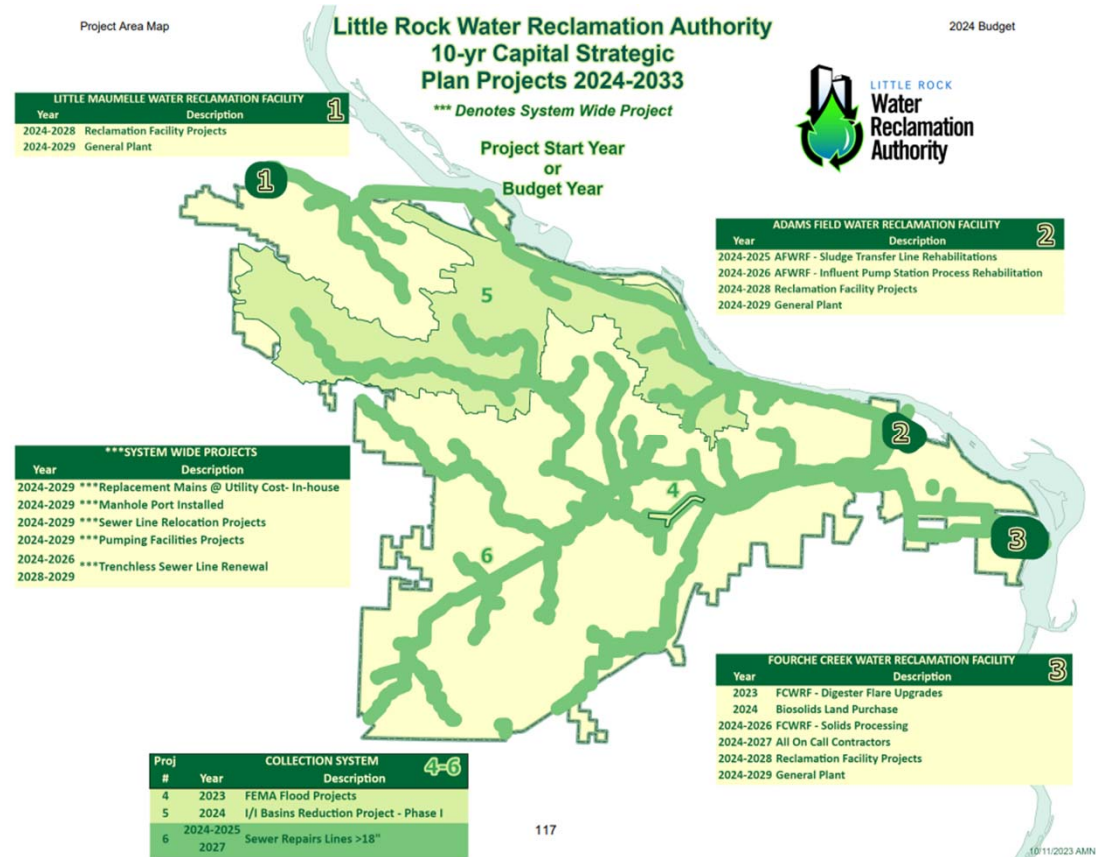 Project Area Map
2024 Budget
Little Rock Water Reclamation Authority
10-yr Capital Strategic
Plan Projects 2024-2033
*** Denotes System Wide Project
Project Start Year
or
Budget Year
LITTLE ROCK
Water
Reclamation
Authority
LITTLE MAUMELLE WATER RECLAMATION FACILITY 1
Year Description
2024-2028 Reclamation Facility Projects
2024-2029 General Plant
1
ADAMS FIELD WATER RECLAMATION FACILITY 2
Year Description
2024-2025 AFWRF - Sludge Transfer Line Rehabilitations
2024-2026 AFWRF - Influent Pump Station Process Rehabilitation
2024-2028 Reclamation Facility Projects
2024-2029 General Plant
5
2
4
3
6
***SYSTEM WIDE PROJECTS
Year Description
2024-2029 ***Replacement Mains @ Utility Cost- In-house
2024-2029 ***Manhole Port Installed
2024-2029 ***Sewer Line Relocation Projects
2024-2029 ***Pumping Facilities Projects
2024-2026
2028-2029 ***Trenchless Sewer Line Renewal
FOURCHE CREEK WATER RECLAMATION FACILITY 3
Year Description
2023 FCWRF - Digester Flare Upgrades
2024 Biosolids Land Purchase
2024-2026 FCWRF - Solids Processing
2024-2027 All On Call Contractors
2024-2028 Reclamation Facility Projects
2024-2029 General Plant
Proj COLLECTION SYSTEM 4-6
# Year Description
4 2023 FEMA Flood Projects
5 2024 I/I Basins Reduction Project - Phase I
6 2024-2025 Sewer Repairs Lines >18"
2027
117
10/11/2023 AMN